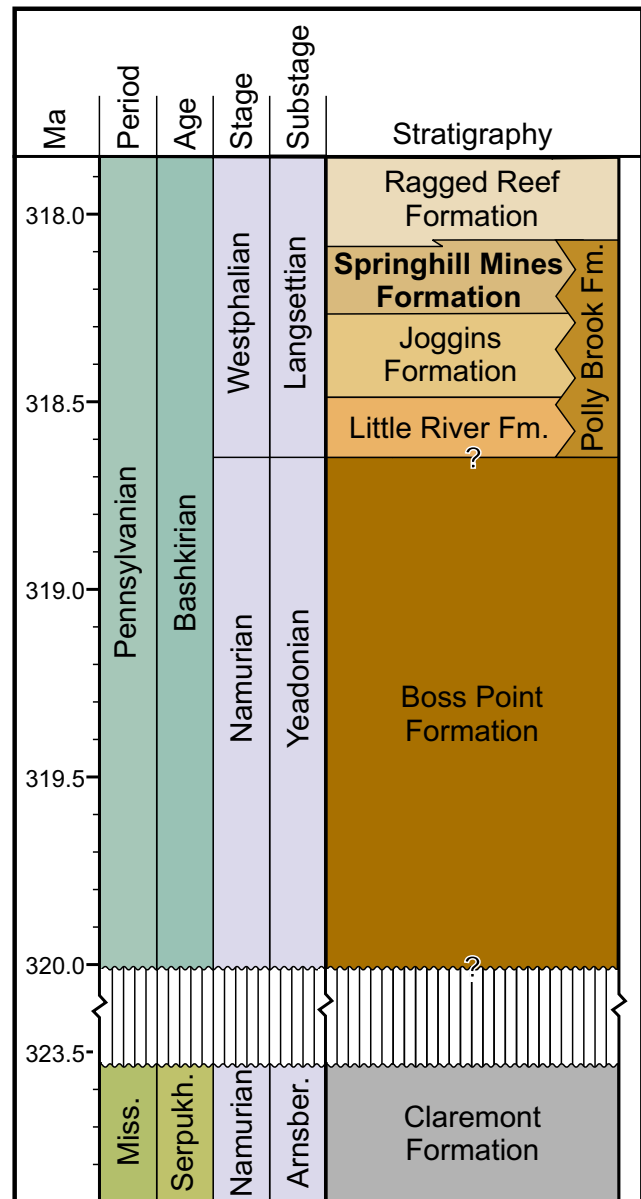 Ma
Period
Age
Stage
Substage
Stratigraphy
318.0
318.5
319.0
319.5
320.0
323.5
Pennsylvanian
Bashkirian
Westphalian
Langsettian
Namurian
Yeadonian
Ragged Reef
Formation
Springhill Mines
Formation
Joggins
Formation
Little River Fm.
Polly Brook Fm.
?
Boss Point
Formation
?
Miss.
Serpukh.
Namurian
Arnsber.
Claremont
Formation